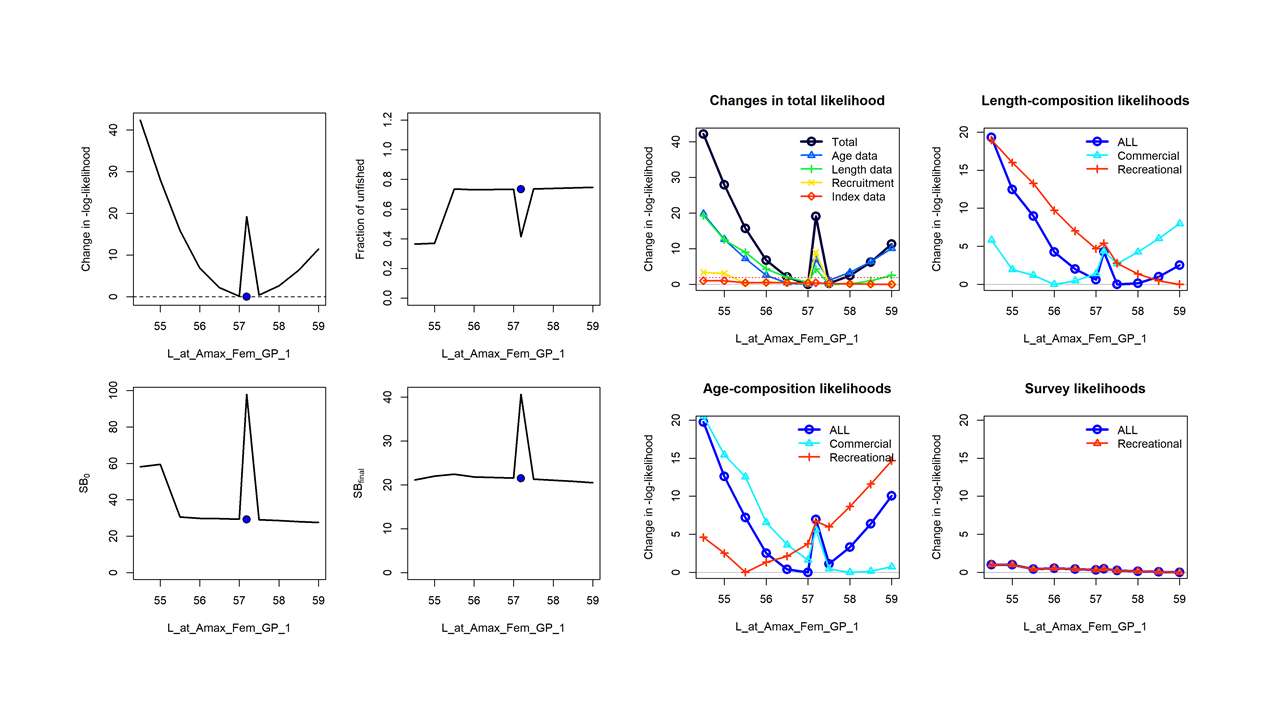 Change in -log-likelihood
0 10 20 30 40
55 56 57 58 59
L_at_Amax_Fem_GP_1
Fraction of unfished
0.0 0.2 0.4 0.6 0.8 1.0 1.2
55 56 57 58 59
L_at_Amax_Fem_GP_1
Changes in total likelihood
Change in -log-likelihood
0 10 20 30 40
Total
Age data
Length data
Recruitment
Index data
55 56 57 58 59
L_at_Amax_Fem_GP_1
Length-composition likelihoods
Change in -log-likelihood
0 5 10 15 20
ALL
Commercial
Recreational
55 56 57 58 59
L_at_Amax_Fem_GP_1
SB0
0 20 40 60 80 100
55 56 57 58 59
L_at_Amax_Fem_GP_1
SBfinal
0 10 20 30 40
55 56 57 58 59
L_at_Amax_Fem_GP_1
Age-composition likelihoods
Change in -log-likelihood
0 5 10 15 20
ALL
Commercial
Recreational
55 56 57 58 59
L_at_Amax_Fem_GP_1
Survey likelihoods
Change in -log-likelihood
0 5 10 15 20
ALL
Recreational
55 56 57 58 59
L_at_Amax_Fem_GP_1